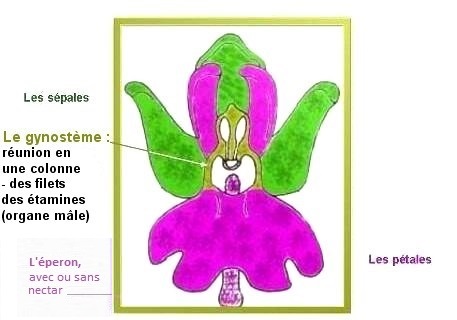 Les sépales
Le gynostème :
réunion en
une colonne
- des filets
des étamines
(organe mâle)
L'éperon,
avec ou sans
nectar ________
Les pétales